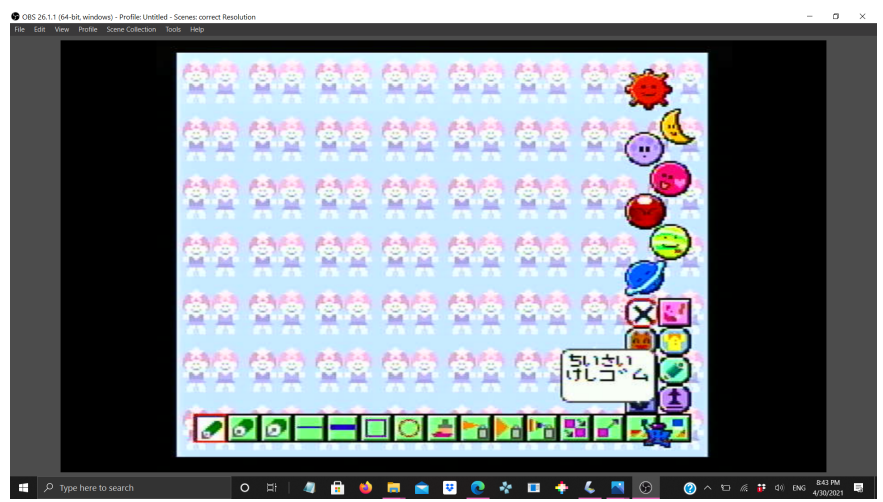 OBS 26.1.1 (64-bit, windows) - Profile: Untitled - Scenes: correct Resolution
File Edit View Profile Scene Collection Tools Help
ちいさい
けしゴム
Type here to search
ENG
8:43 PM
4/30/2021